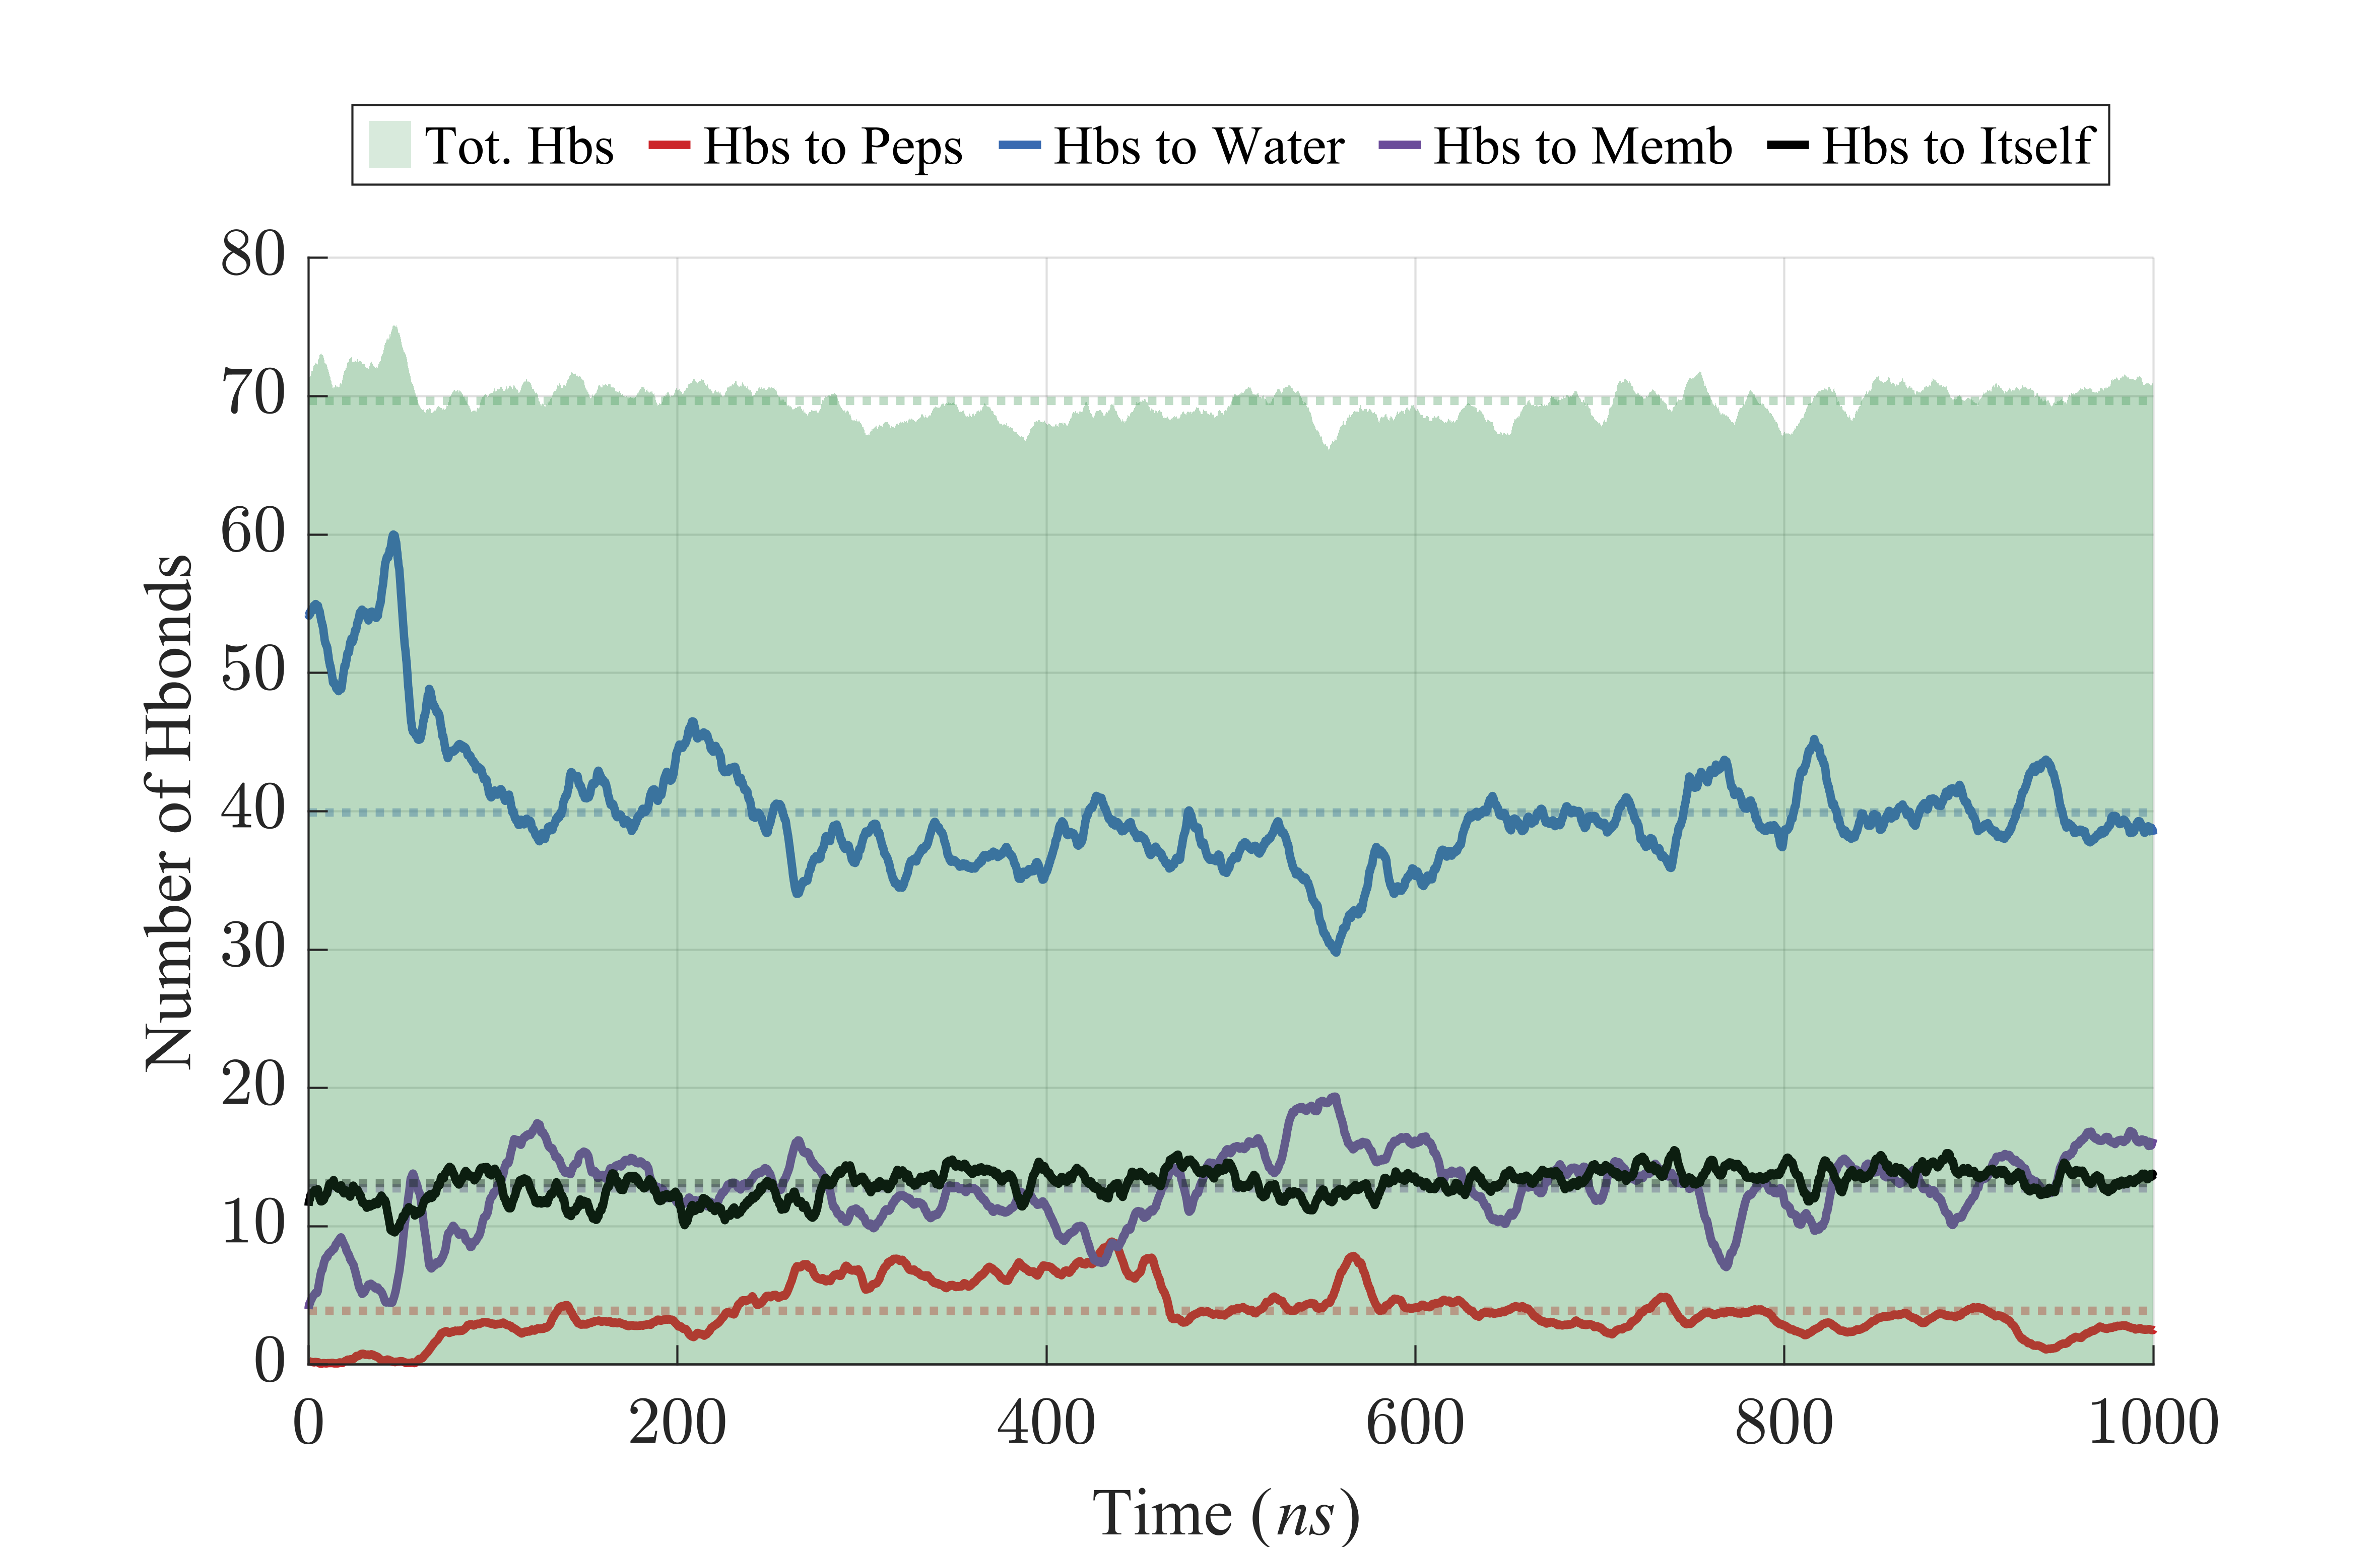 Tot. Hbs Hbs to Peps Hbs to Water Hbs to Memb Hbs to Itself
80
70
60
50
40
30
20
10
0
Number of Hbonds
0 200 400 600 800 1000
Time (ns)